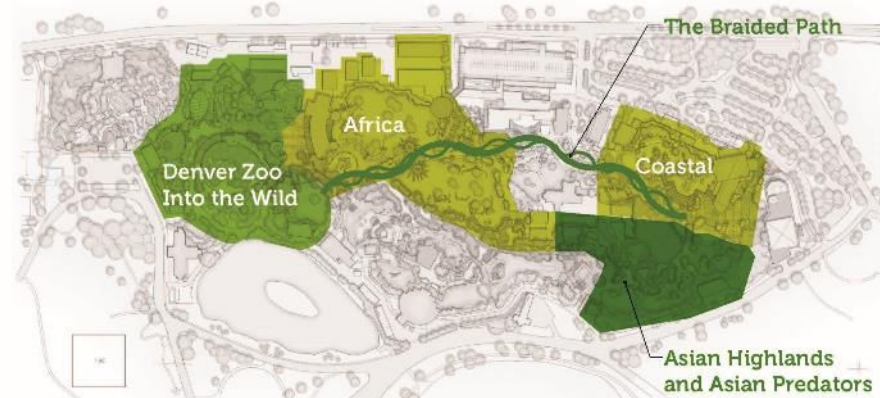 The Braided Path
Africa
Coastal
Denver Zoo
Into the Wild
Asian Highlands
and Asian Predators